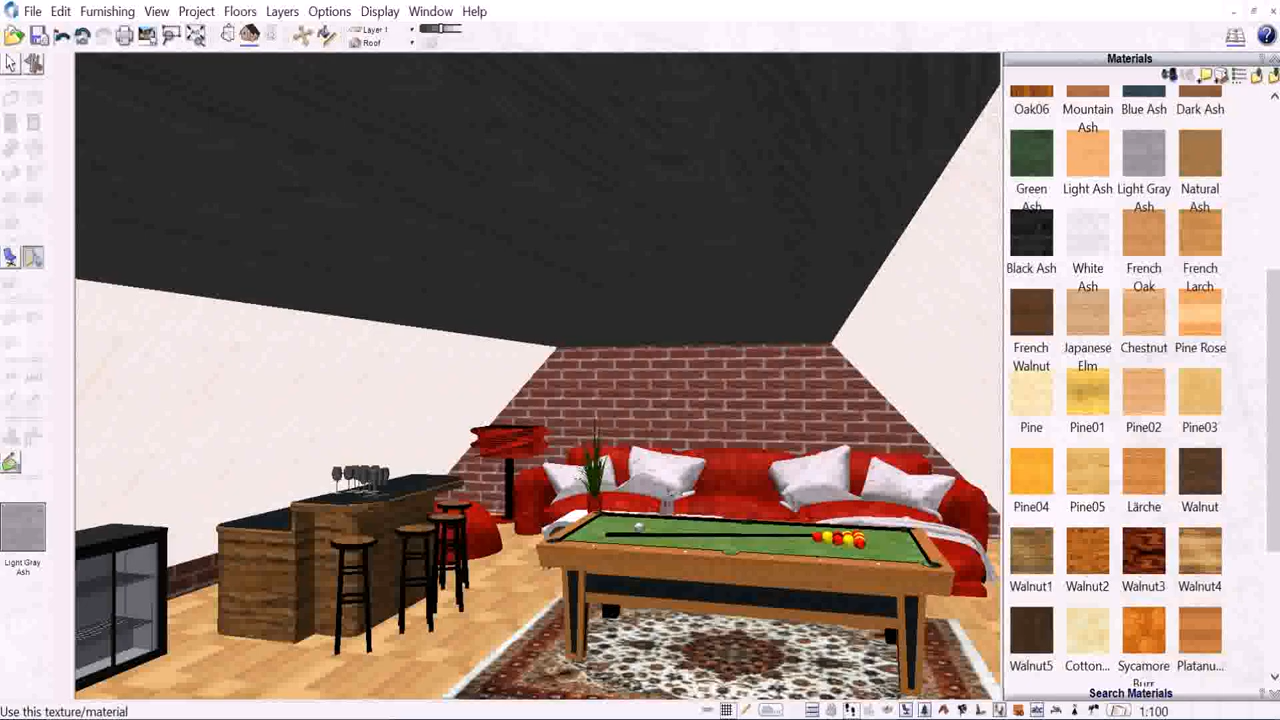 File Edit Furnishing View Project Floors Layers Options Display Window Help
Layer 1
Roof
Materials
Oak06 Mountain Ash Blue Ash Dark Ash
Green Ash Light Ash Light Gray Ash Natural Ash
Black Ash White Ash French Oak French Larch
French Walnut Japanese Elm Chestnut Pine Rose
Pine Pine01 Pine02 Pine03
Pine04 Pine05 Lärche Walnut
Walnut1 Walnut2 Walnut3 Walnut4
Walnut5 Cotton... Sycamore Burr Platanu...
Light Gray
Ash
Search Materials
Use this texture/material
1:100